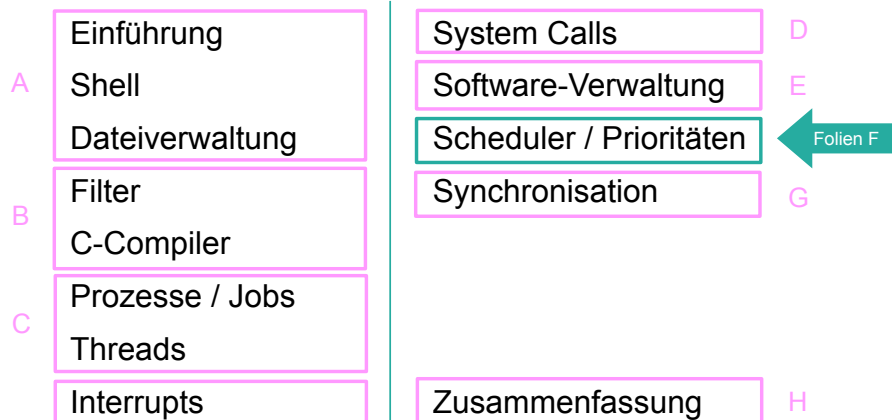 A
Einführung
Shell
Dateiverwaltung
B
Filter
C-Compiler
C
Prozesse / Jobs
Threads
Interrupts
System Calls
D
Software-Verwaltung
E
Scheduler / Prioritäten
Folien F
Synchronisation
G
Zusammenfassung
H